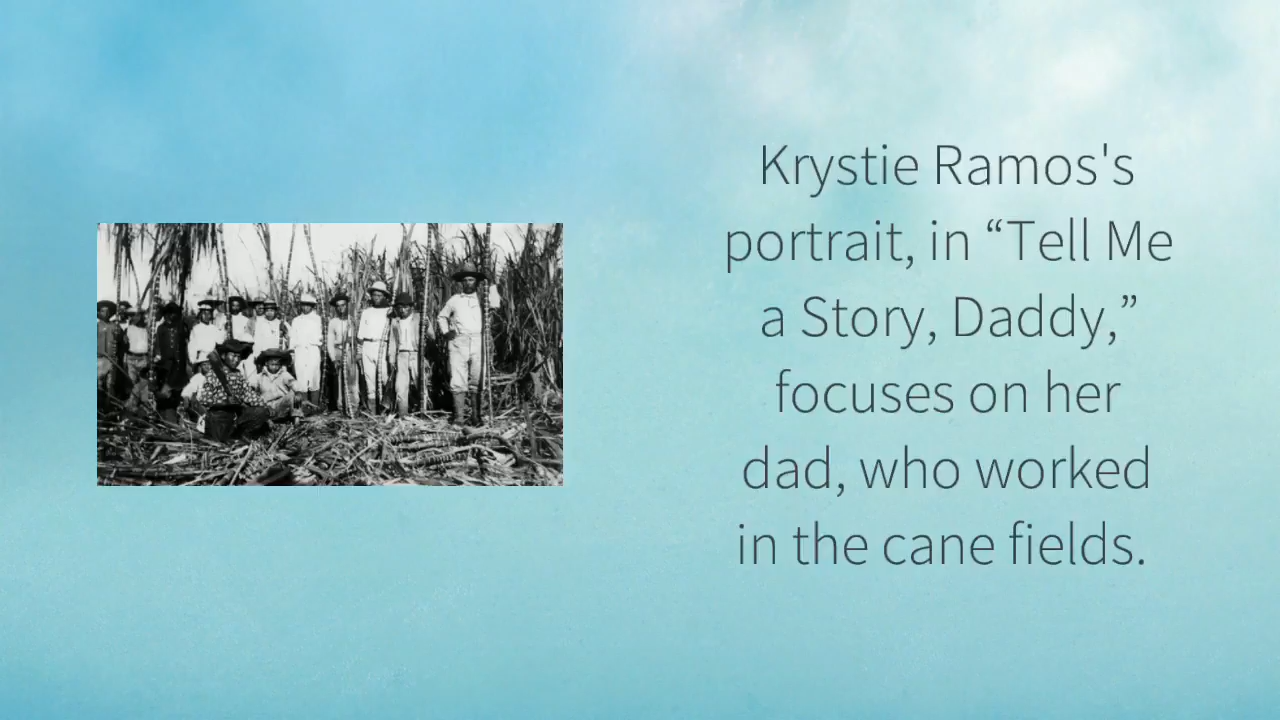 Krystie Ramos's
portrait, in “Tell Me
a Story, Daddy,”
focuses on her
dad, who worked
in the cane fields.